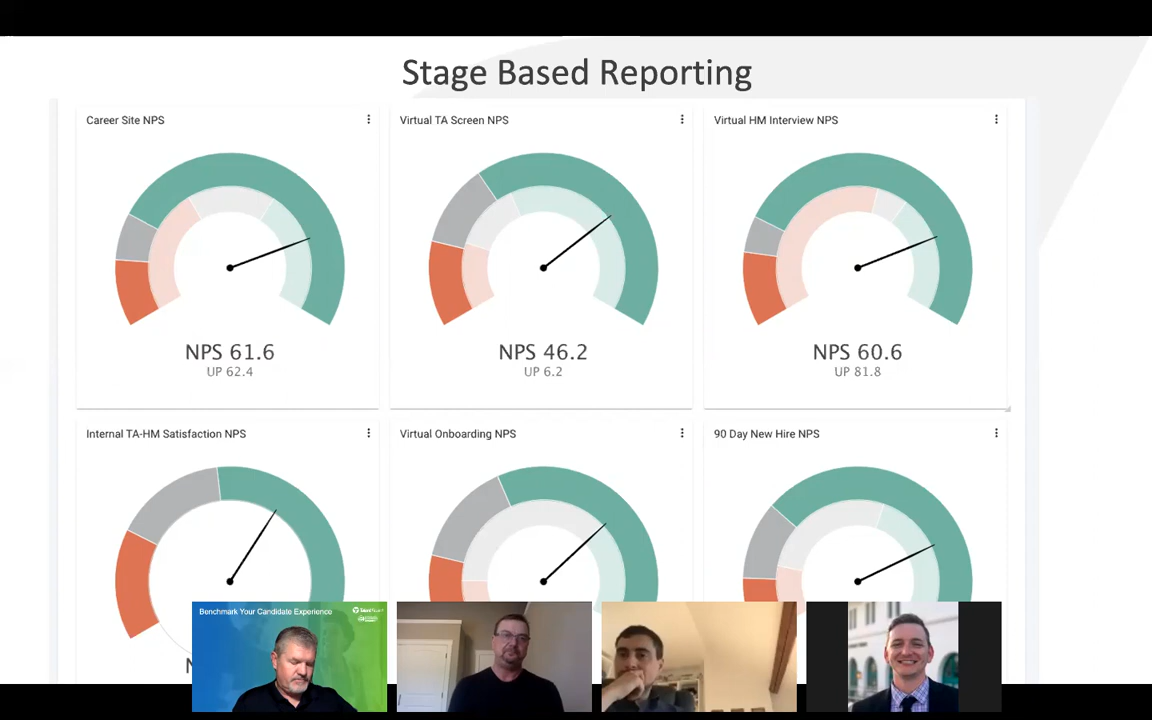 Stage Based Reporting
Career Site NPS
Virtual TA Screen NPS
Virtual HM Interview NPS
NPS 61.6
UP 62.4
NPS 46.2
UP 6.2
NPS 60.6
UP 81.8
Internal TA-HM Satisfaction NPS
Virtual Onboarding NPS
90 Day New Hire NPS
Benchmark Your Candidate Experience